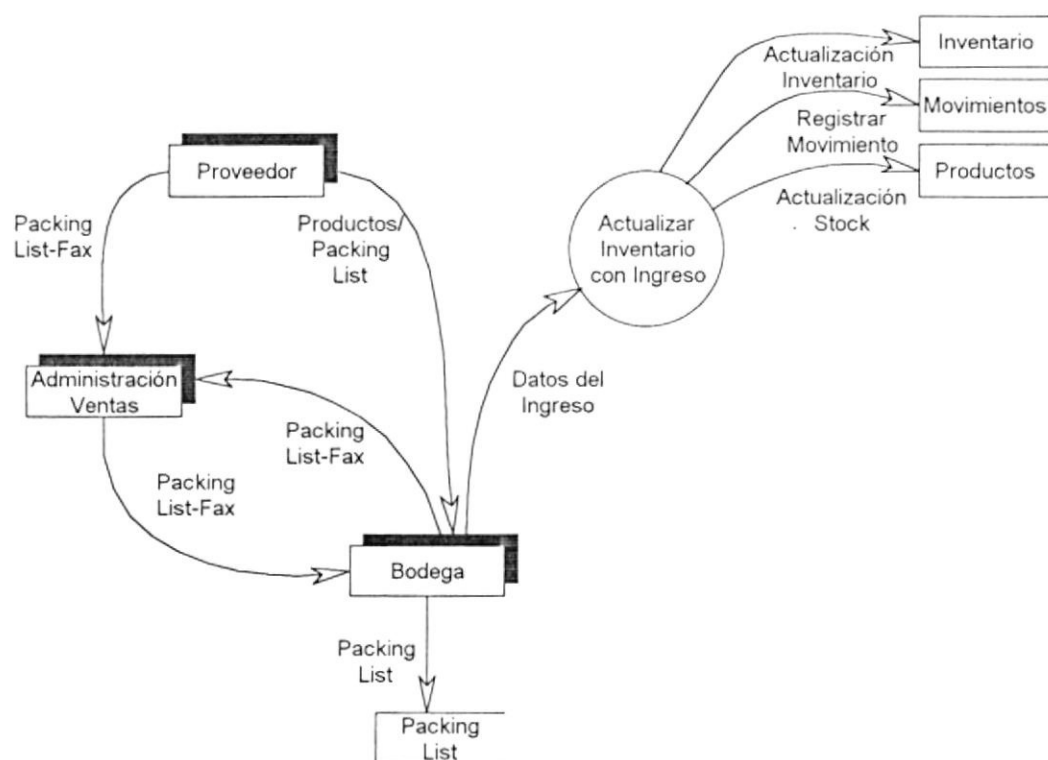 Inventario
Actualización
Inventario
Movimientos
Registrar
Movimiento
Productos
Actualización
Stock
Proveedor
Packing
List-Fax
Productos/
Packing
List
Actualizar
Inventario
con Ingreso
Administración
Ventas
Datos del
Ingreso
Packing
List-Fax
Packing
List-Fax
Bodega
Packing
List
Packing
List